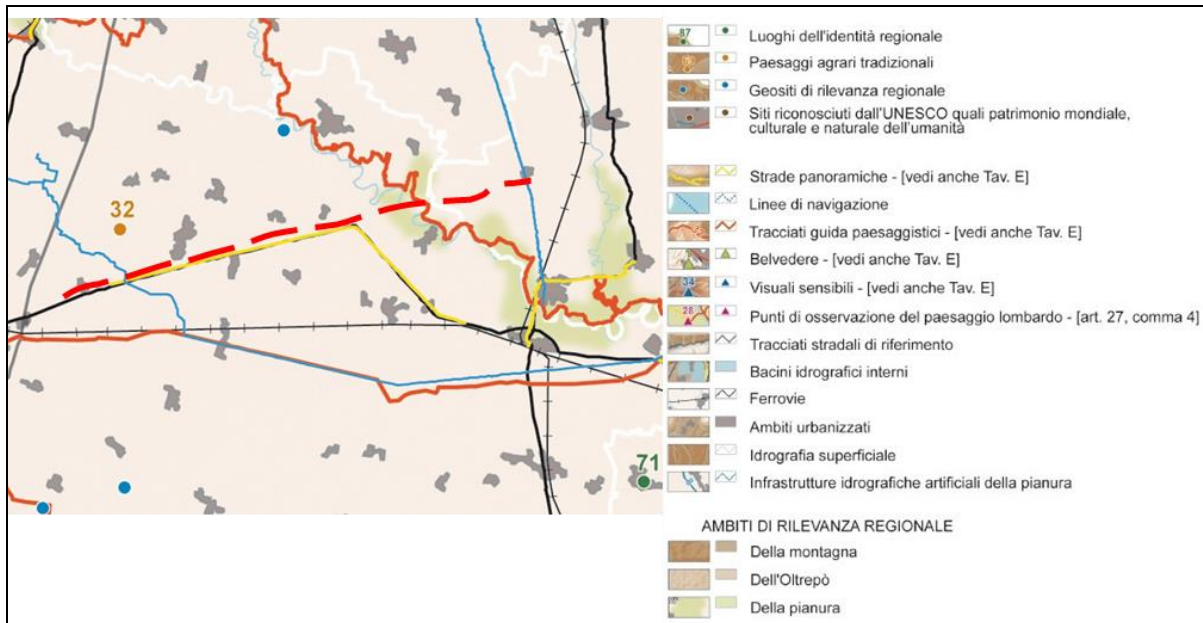 32
71
87
Luoghi dell'identità regionale
Paesaggi agrari tradizionali
Geositi di rilevanza regionale
Siti riconosciuti dall'UNESCO quali patrimonio mondiale,
culturale e naturale dell'umanità
Strade panoramiche - [vedi anche Tav. E]
Linee di navigazione
Tracciati guida paesaggistici - [vedi anche Tav. E]
Belvedere - [vedi anche Tav. E]
34
Visuali sensibili - [vedi anche Tav. E]
28
Punti di osservazione del paesaggio lombardo - [art. 27, comma 4]
Tracciati stradali di riferimento
Bacini idrografici interni
Ferrovie
Ambiti urbanizzati
Idrografia superficiale
Infrastrutture idrografiche artificiali della pianura
AMBITI DI RILEVANZA REGIONALE
Della montagna
Dell'Oltrepò
Della pianura